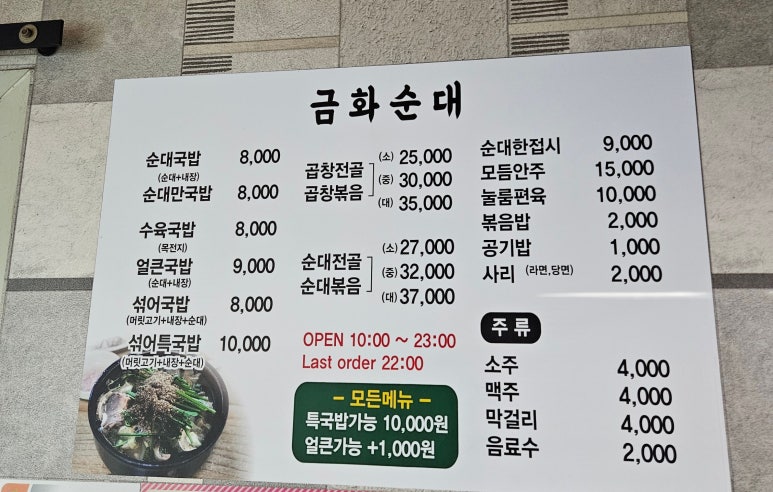 금화순대
순대국밥 8,000
(순대+내장)
순대만국밥 8,000
수육국밥 8,000
(목전지)
얼큰국밥 9,000
(순대+내장)
섞어국밥 8,000
(머릿고기+내장+순대)
섞어특국밥 10,000
(머릿고기+내장+순대)
곱창전골
곱창볶음
(소) 25,000
(중) 30,000
(대) 35,000
순대전골
순대볶음
(소) 27,000
(중) 32,000
(대) 37,000
OPEN 10:00 ~ 23:00
Last order 22:00
- 모든메뉴 -
특국밥가능 10,000원
얼큰가능 +1,000원
순대한접시 9,000
모듬안주 15,000
눌룸편육 10,000
볶음밥 2,000
공기밥 1,000
사리 (라면,당면) 2,000
주류
소주 4,000
맥주 4,000
막걸리 4,000
음료수 2,000